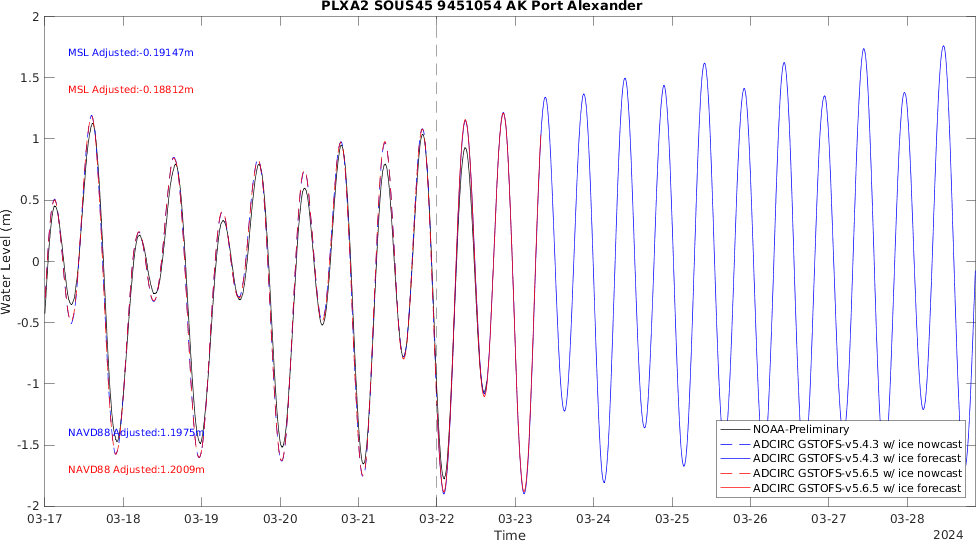 PLXA2 SOUS45 9451054 AK Port Alexander
2
1.5
1
0.5
0
-0.5
-1
-1.5
-2
Water Level (m)
MSL Adjusted:-0.19147m
MSL Adjusted:-0.18812m
NAVD88 Adjusted:1.1975m
NAVD88 Adjusted:1.2009m
NOAA-Preliminary
ADCIRC GSTOFS-v5.4.3 w/ ice nowcast
ADCIRC GSTOFS-v5.4.3 w/ ice forecast
ADCIRC GSTOFS-v5.6.5 w/ ice nowcast
ADCIRC GSTOFS-v5.6.5 w/ ice forecast
03-17 03-18 03-19 03-20 03-21 03-22 03-23 03-24 03-25 03-26 03-27 03-28
Time
2024